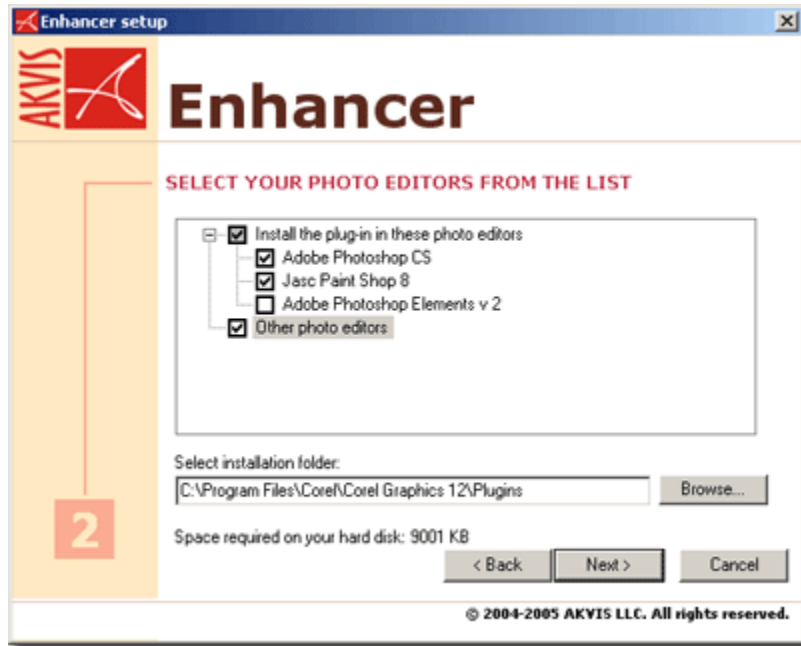 Enhancer setup
AKVIS
Enhancer
SELECT YOUR PHOTO EDITORS FROM THE LIST
Install the plug-in in these photo editors
Adobe Photoshop CS
Jasc Paint Shop 8
Adobe Photoshop Elements v 2
Other photo editors
Select installation folder:
C:\Program Files\Corel\Corel Graphics 12\Plugins
Browse...
2
Space required on your hard disk: 9001 KB
< Back
Next >
Cancel
© 2004-2005 AKVIS LLC. All rights reserved.